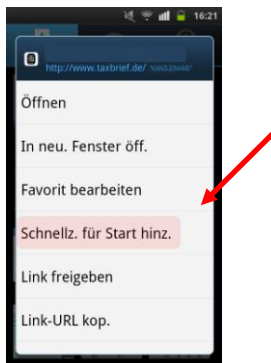 16:21
http://www.taxbrief.de/
Öffnen
In neu. Fenster öff.
Favorit bearbeiten
Schnellz. für Start hinz.
Link freigeben
Link-URL kop.